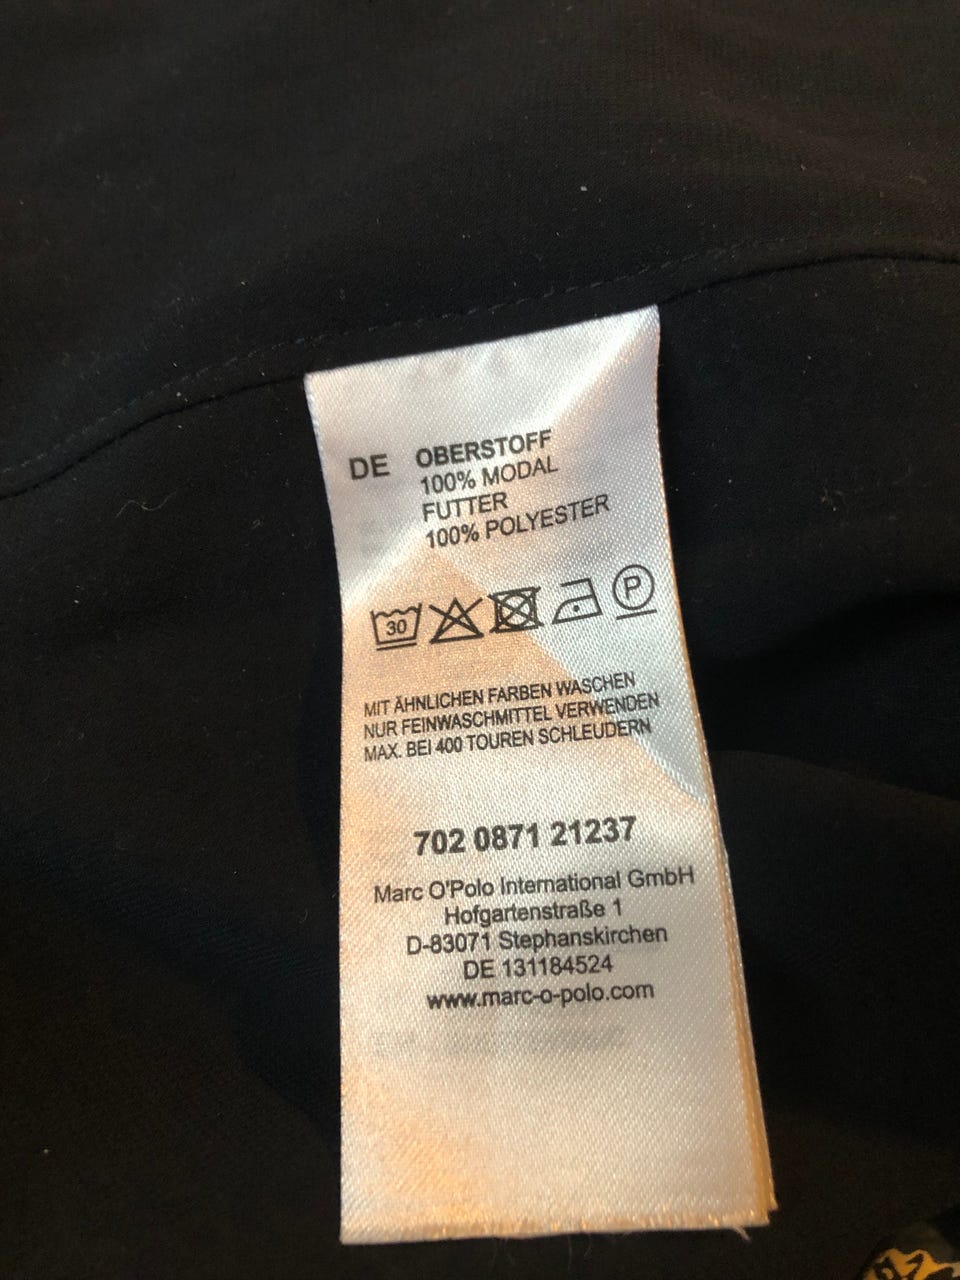 DE OBERSTOFF
100% MODAL
FUTTER
100% POLYESTER
30 P
MIT ÄHNLICHEN FARBEN WASCHEN
NUR FEINWASCHMITTEL VERWENDEN
MAX. BEI 400 TOUREN SCHLEUDERN
702 0871 21237
Marc O'Polo International GmbH
Hofgartenstraße 1
D-83071 Stephanskirchen
DE 131184524
www.marc-o-polo.com